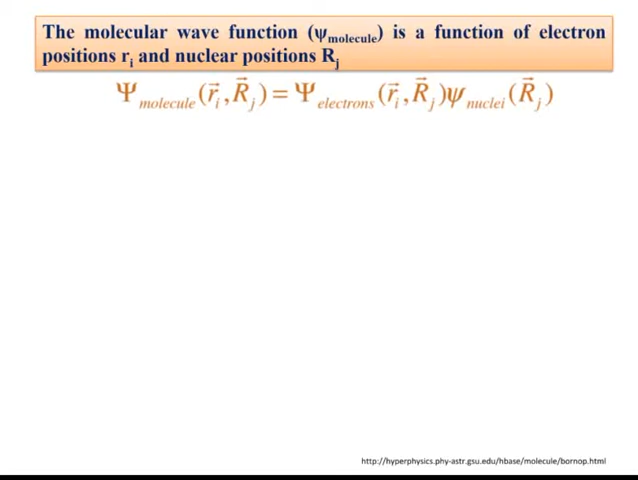 The molecular wave function (ψmolecule) is a function of electron
positions ri and nuclear positions Rj
Ψmolecule(r⃗i, R⃗j) = Ψelectrons(r⃗i, R⃗j)ψnuclei(R⃗j)
http://hyperphysics.phy-astr.gsu.edu/hbase/molecule/bornop.html